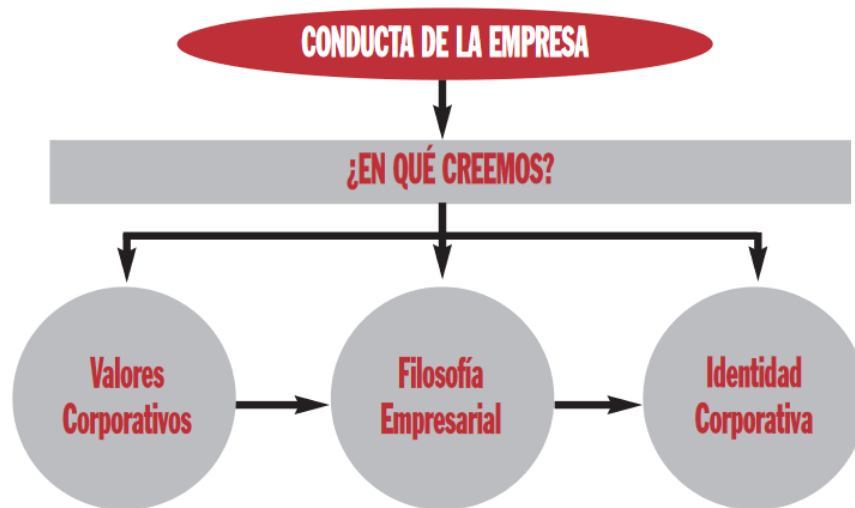 CONDUCTA DE LA EMPRESA
¿EN QUÉ CREEMOS?
Valores
Corporativos
Filosofía
Empresarial
Identidad
Corporativa